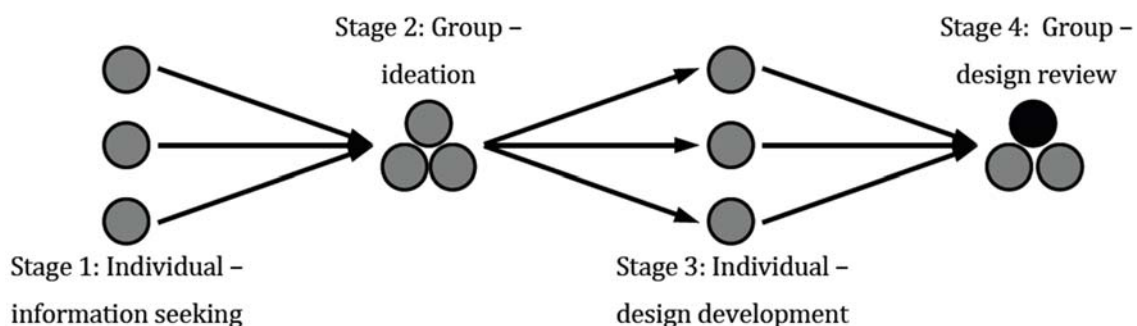 Stage 1: Individual –
information seeking
Stage 2: Group –
ideation
Stage 3: Individual –
design development
Stage 4:  Group –
design review